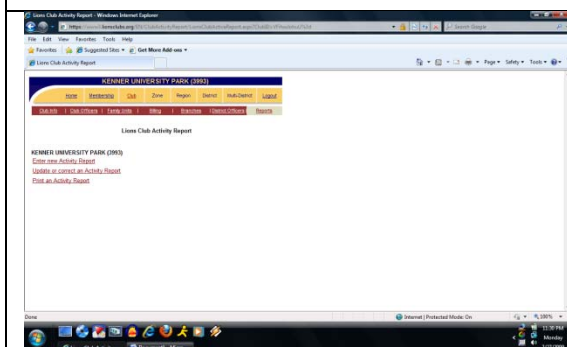 Lions Club Activity Report - Windows Internet Explorer
File Edit View Favorites Tools Help
Favorites Suggested Sites Get More Add-ons
Lions Club Activity Report
Page Safety Tools
KENNER UNIVERSITY PARK (3993)
Home Membership Club Zone Region District Multi-District Logout
Club Info | Club Officers | Family Units | Billing | Branches | District Officers | Reports
Lions Club Activity Report
KENNER UNIVERSITY PARK (3993)
Enter new Activity Report
Update or correct an Activity Report
Print an Activity Report
Done
Internet | Protected Mode: On
100%
11:30 PM
Monday